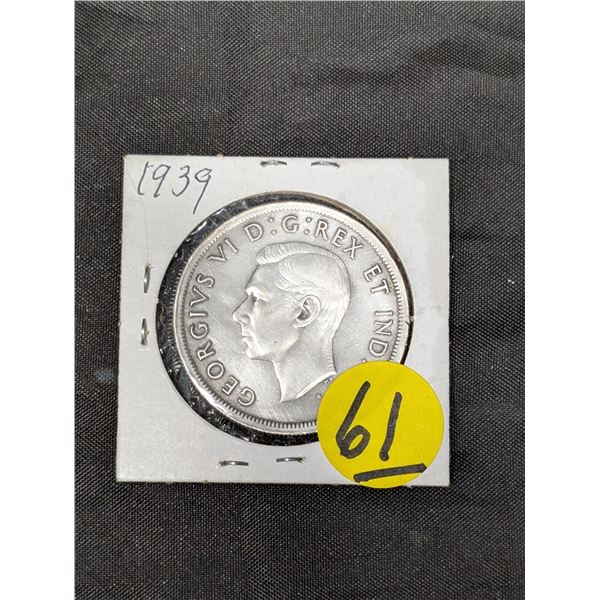 1939
GEORGIVS VI D:G:REX ET IND:
61